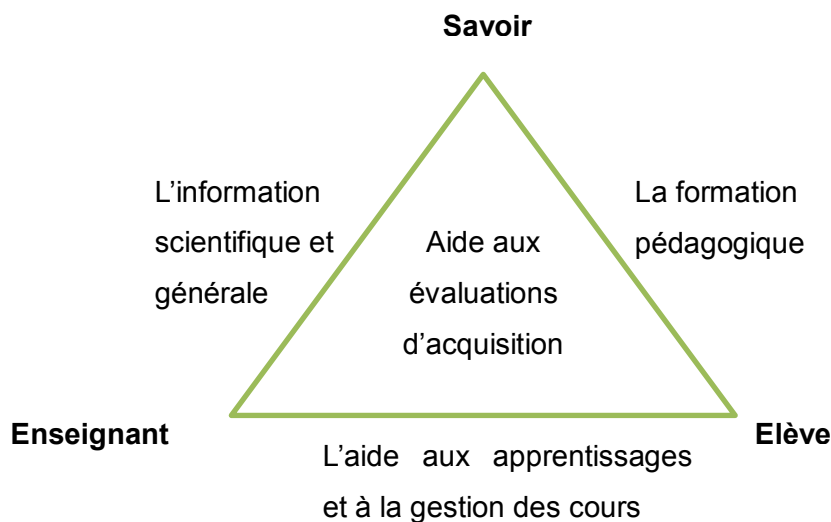 Savoir
L'information
scientifique et
générale
La formation
pédagogique
Aide aux
évaluations
d'acquisition
Enseignant
Elève
L'aide aux apprentissages
et à la gestion des cours